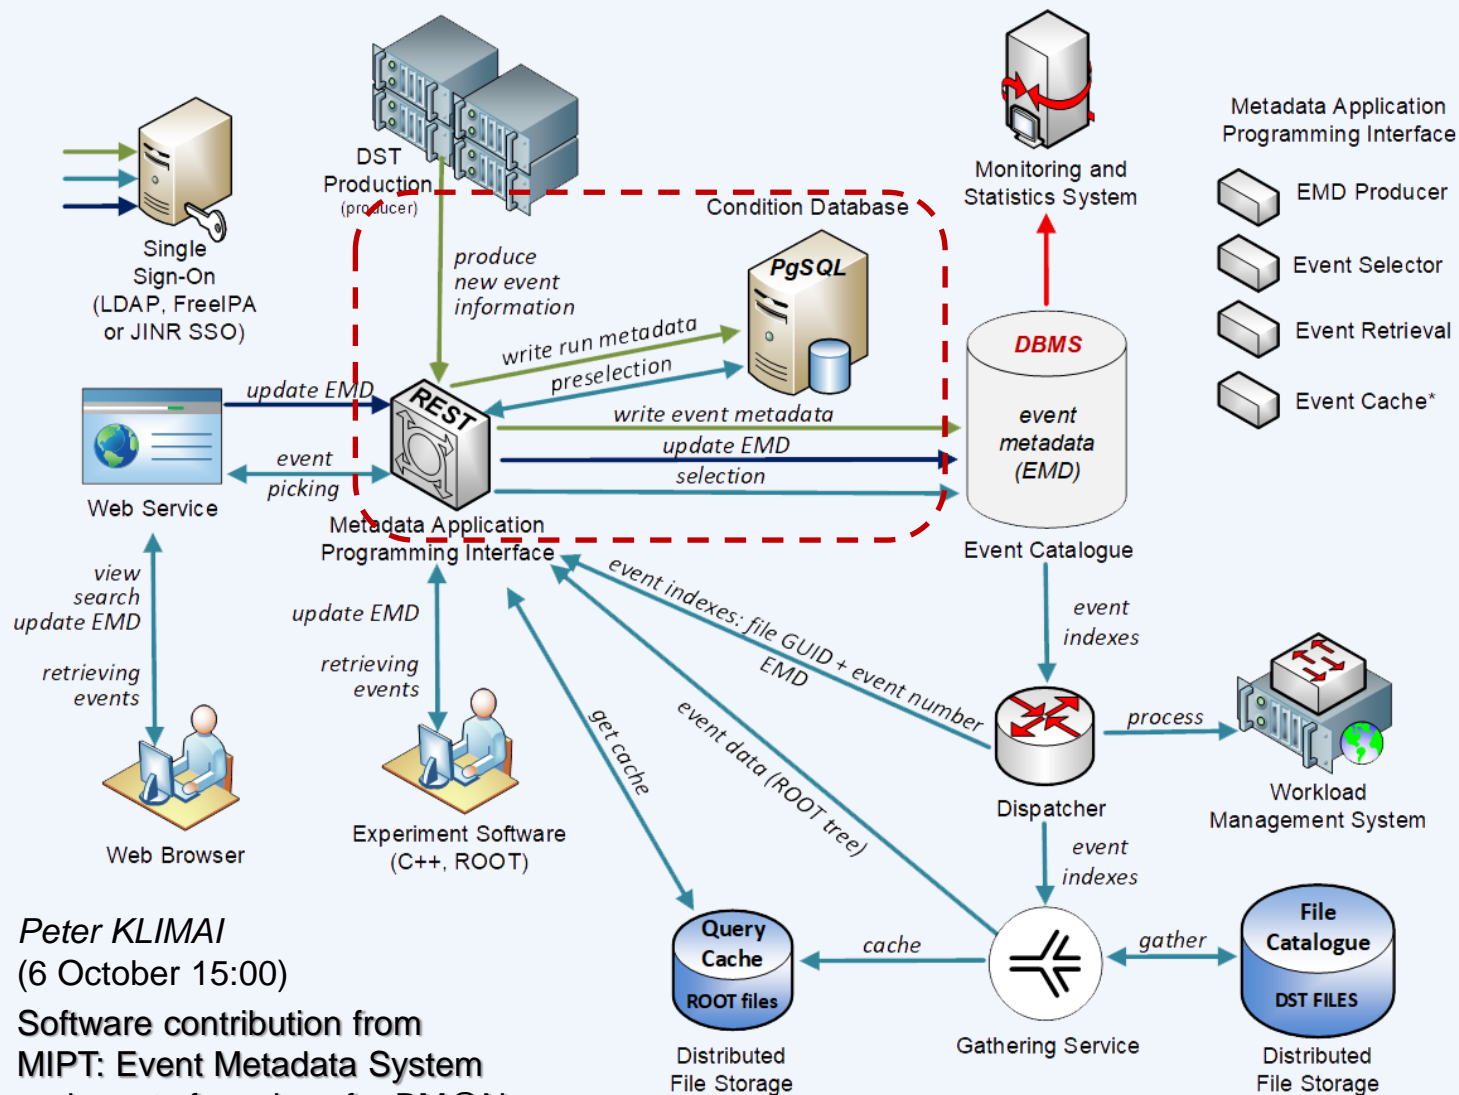 DST
Production
(producer)
Condition Database
Monitoring and
Statistics System
Metadata Application
Programming Interface
EMD Producer
Event Selector
Event Retrieval
Event Cache*
Single
Sign-On
(LDAP, FreeIPA
or JINR SSO)
produce
new event
information
PgSQL
write run metadata
preselection
DBMS
event
metadata
(EMD)
update EMD
REST
write event metadata
update EMD
selection
event
picking
Web Service
Metadata Application
Programming Interface
Event Catalogue
view
search
update EMD
retrieving
events
update EMD
retrieving
events
event indexes: file GUID + event number
EMD
event
indexes
get cache
event data (ROOT tree)
process
Dispatcher
Workload
Management System
Web Browser
Experiment Software
(C++, ROOT)
event
indexes
Query
Cache
ROOT files
cache
gather
File
Catalogue
DST FILES
Distributed
File Storage
Gathering Service
Distributed
File Storage
Peter KLIMAI
(6 October 15:00)
Software contribution from
MIPT: Event Metadata System